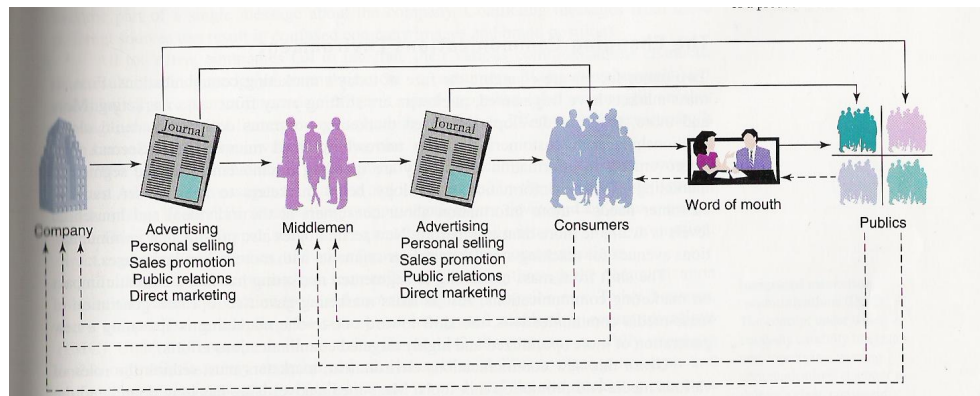 Journal
Journal
Company
Advertising
Personal selling
Sales promotion
Public relations
Direct marketing
Middlemen
Advertising
Personal selling
Sales promotion
Public relations
Direct marketing
Consumers
Word of mouth
Publics